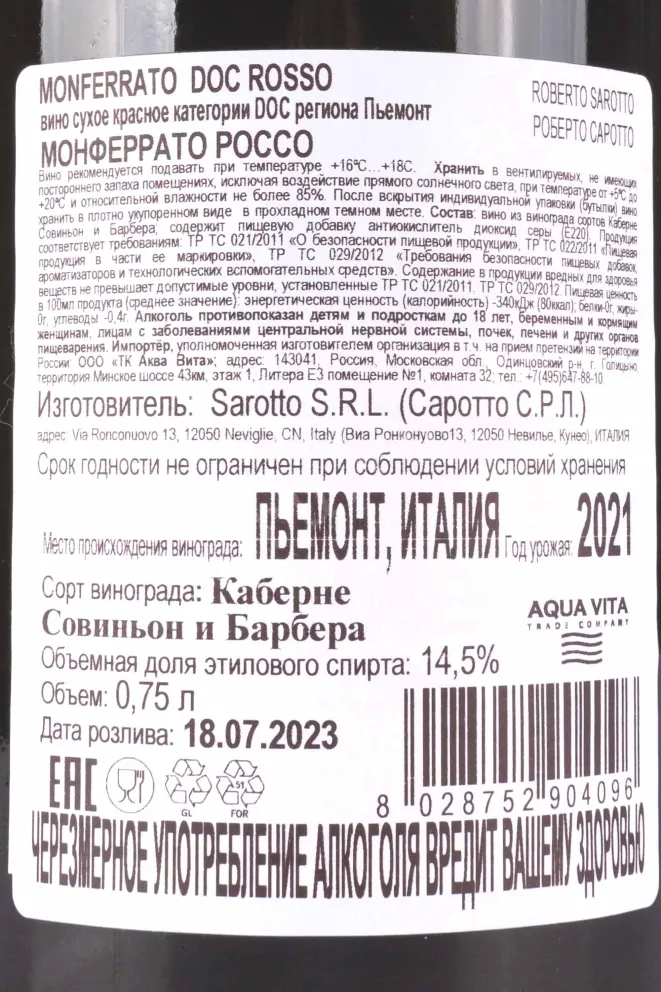 MONFERRATO DOC ROSSO
ROBERTO SAROTTO
вино сухое красное категории DOC региона Пьемонт
РОБЕРТО САРОТТО
МОНФЕРРАТО РОССО
Вино рекомендуется подавать при температуре +16°C...+18C. Хранить в вентилируемых, не имеющих
постороннего запаха помещениях, исключая воздействие прямого солнечного света, при температуре от +5°C до
+20°C и относительной влажности не более 85%. После вскрытия индивидуальной упаковки (бутылки) вино
хранить в плотно укупоренном виде в прохладном темном месте. Состав: вино из винограда сортов Каберне
Совиньон и Барбера; содержит пищевую добавку антиокислитель диоксид серы (E220). Продукция
соответствует требованиям: ТР ТС 021/2011 «О безопасности пищевой продукции», ТР ТС 022/2011 «Пищевая
продукция в части ее маркировки», ТР ТС 029/2012 «Требования безопасности пищевых добавок,
ароматизаторов и технологических вспомогательных средств». Содержание в продукции вредных для здоровья
веществ не превышает допустимые уровни, установленные ТР ТС 021/2011, ТР ТС 029/2012. Пищевая ценность
в 100мл продукта (среднее значение): энергетическая ценность (калорийность) -340кДж (80ккал); белки-0г, жиры-
0г, углеводы -0,4г. Алкоголь противопоказан детям и подросткам до 18 лет, беременным и кормящим
женщинам, лицам с заболеваниями центральной нервной системы, почек, печени и других органов
пищеварения. Импортёр, уполномоченная изготовителем организация в т.ч. на прием претензий на территории
России: ООО «ТК Аква Вита»; адрес: 143041, Россия, Московская обл., Одинцовский р-н, г. Голицыно,
территория Минское шоссе 43км, этаж 1, Литера Е3 помещение №1, комната 32; тел.: +7(495)647-88-10.
Изготовитель: Sarotto S.R.L. (Саротто С.Р.Л.)
адрес: Via Ronconuovo 13, 12050 Neviglie, CN, Italy (Виа Ронконуово13, 12050 Невилье, Кунео), ИТАЛИЯ
Срок годности не ограничен при соблюдении условий хранения
Место происхождения винограда: ПЬЕМОНТ, ИТАЛИЯ Год урожая: 2021
Сорт винограда: Каберне
Совиньон и Барбера
AQUA VITA
TRADE COMPANY
Объемная доля этилового спирта: 14,5%
Объем: 0,75 л
Дата розлива: 18.07.2023
EAC
51
GL
FOR
8 028752 904096
ЧЕРЕЗМЕРНОЕ УПОТРЕБЛЕНИЕ АЛКОГОЛЯ ВРЕДИТ ВАШЕМУ ЗДОРОВЬЮ